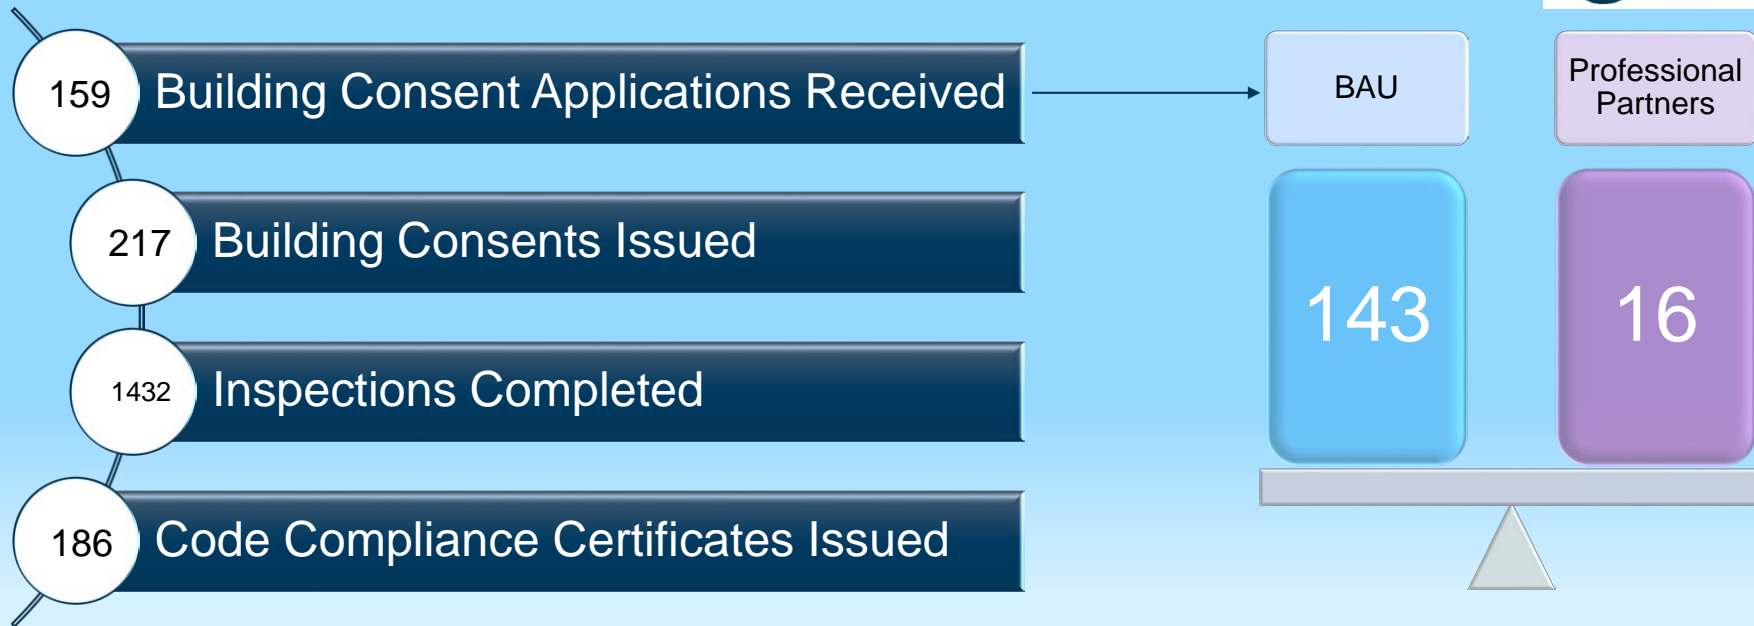 159 Building Consent Applications Received
217 Building Consents Issued
1432 Inspections Completed
186 Code Compliance Certificates Issued
BAU
Professional
Partners
143
16